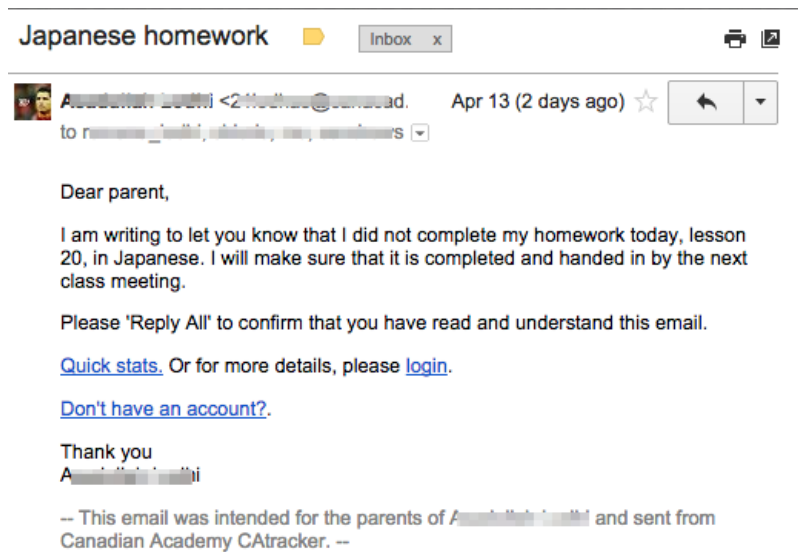 Japanese homework
Inbox x
<2 Apr 13 (2 days ago)
to
Dear parent,
I am writing to let you know that I did not complete my homework today, lesson
20, in Japanese. I will make sure that it is completed and handed in by the next
class meeting.
Please 'Reply All' to confirm that you have read and understand this email.
Quick stats. Or for more details, please login.
Don't have an account?.
Thank you
-- This email was intended for the parents of and sent from
Canadian Academy CAtracker. --